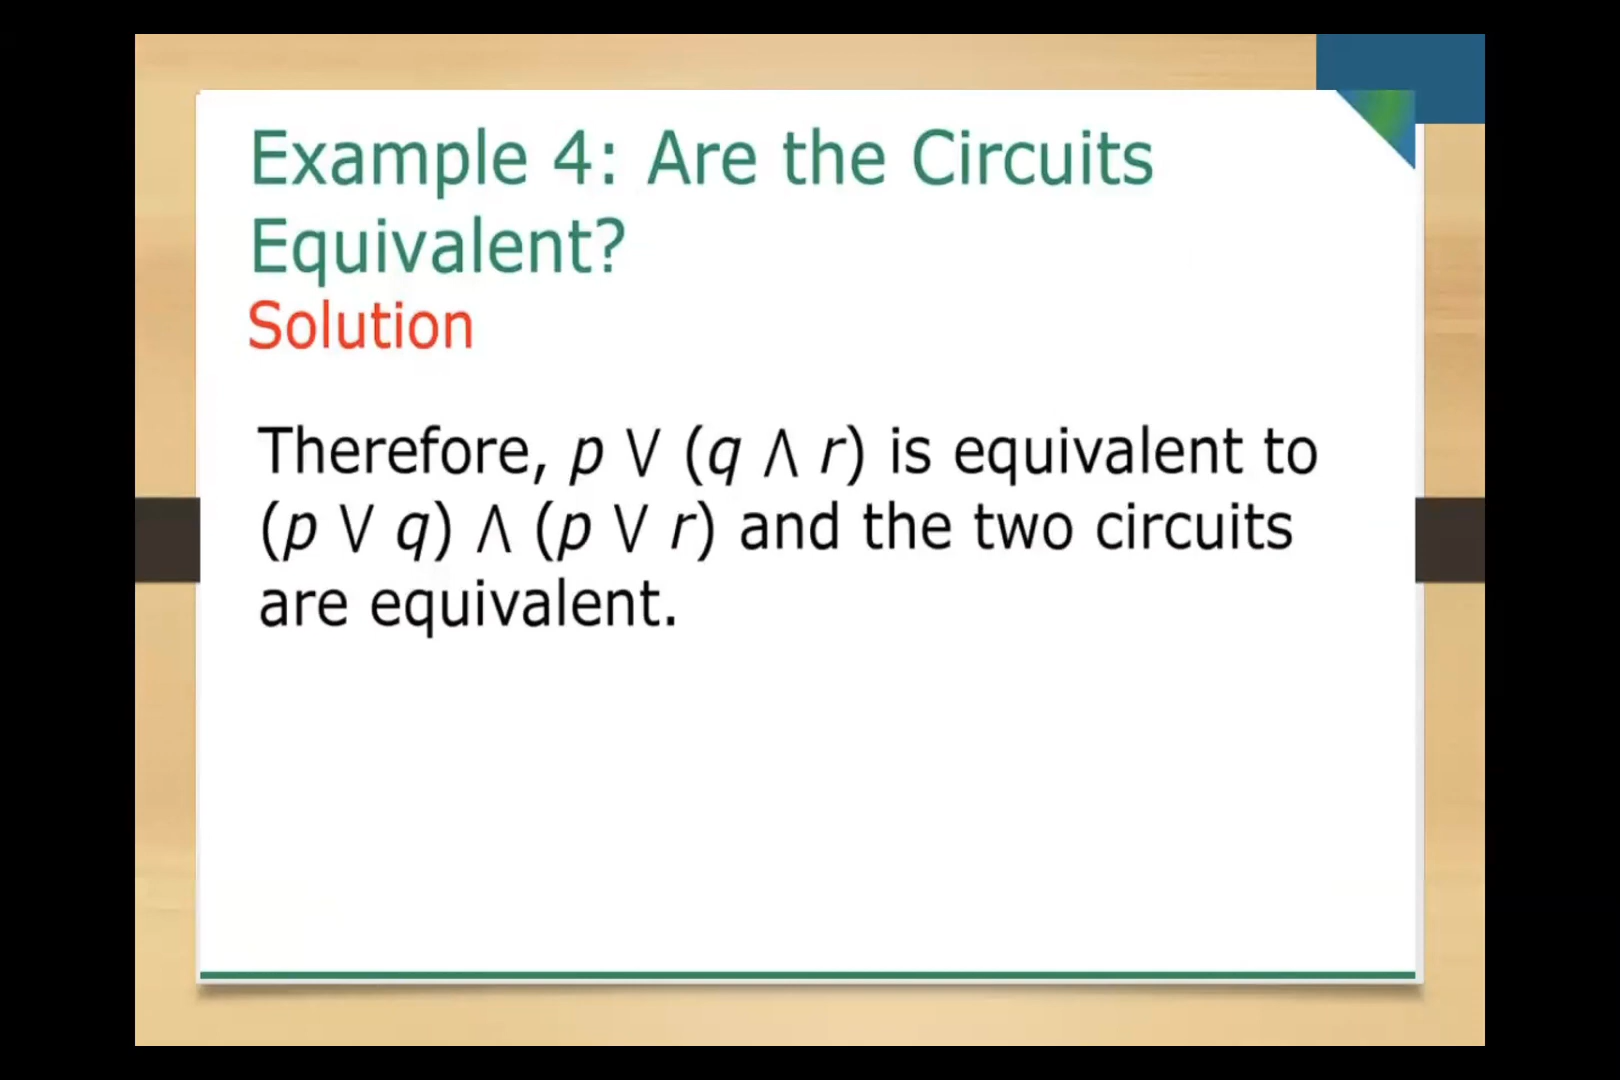 Example 4: Are the Circuits
Equivalent?
Solution
Therefore, p ∨ (q ∧ r) is equivalent to
(p ∨ q) ∧ (p ∨ r) and the two circuits
are equivalent.